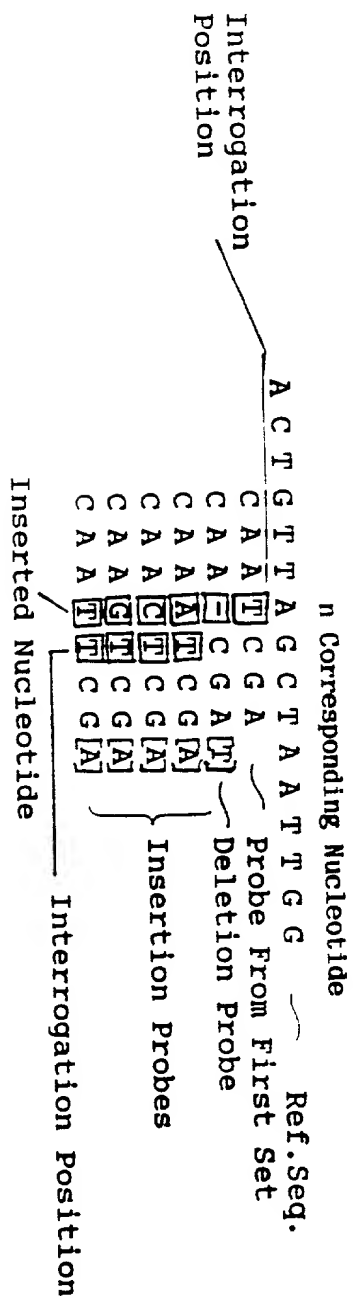 n Corresponding Nucleotide
A C T G T T A G C T A A T T G G Ref.Seq.
Interrogation
Position
C A A T C G A Probe From First Set
C A A - C G A [T] Deletion Probe
C A A A T C G [A]
C A A C T C G [A]
C A A G T C G [A]
C A A T T C G [A]
Insertion Probes
Inserted Nucleotide
Interrogation Position